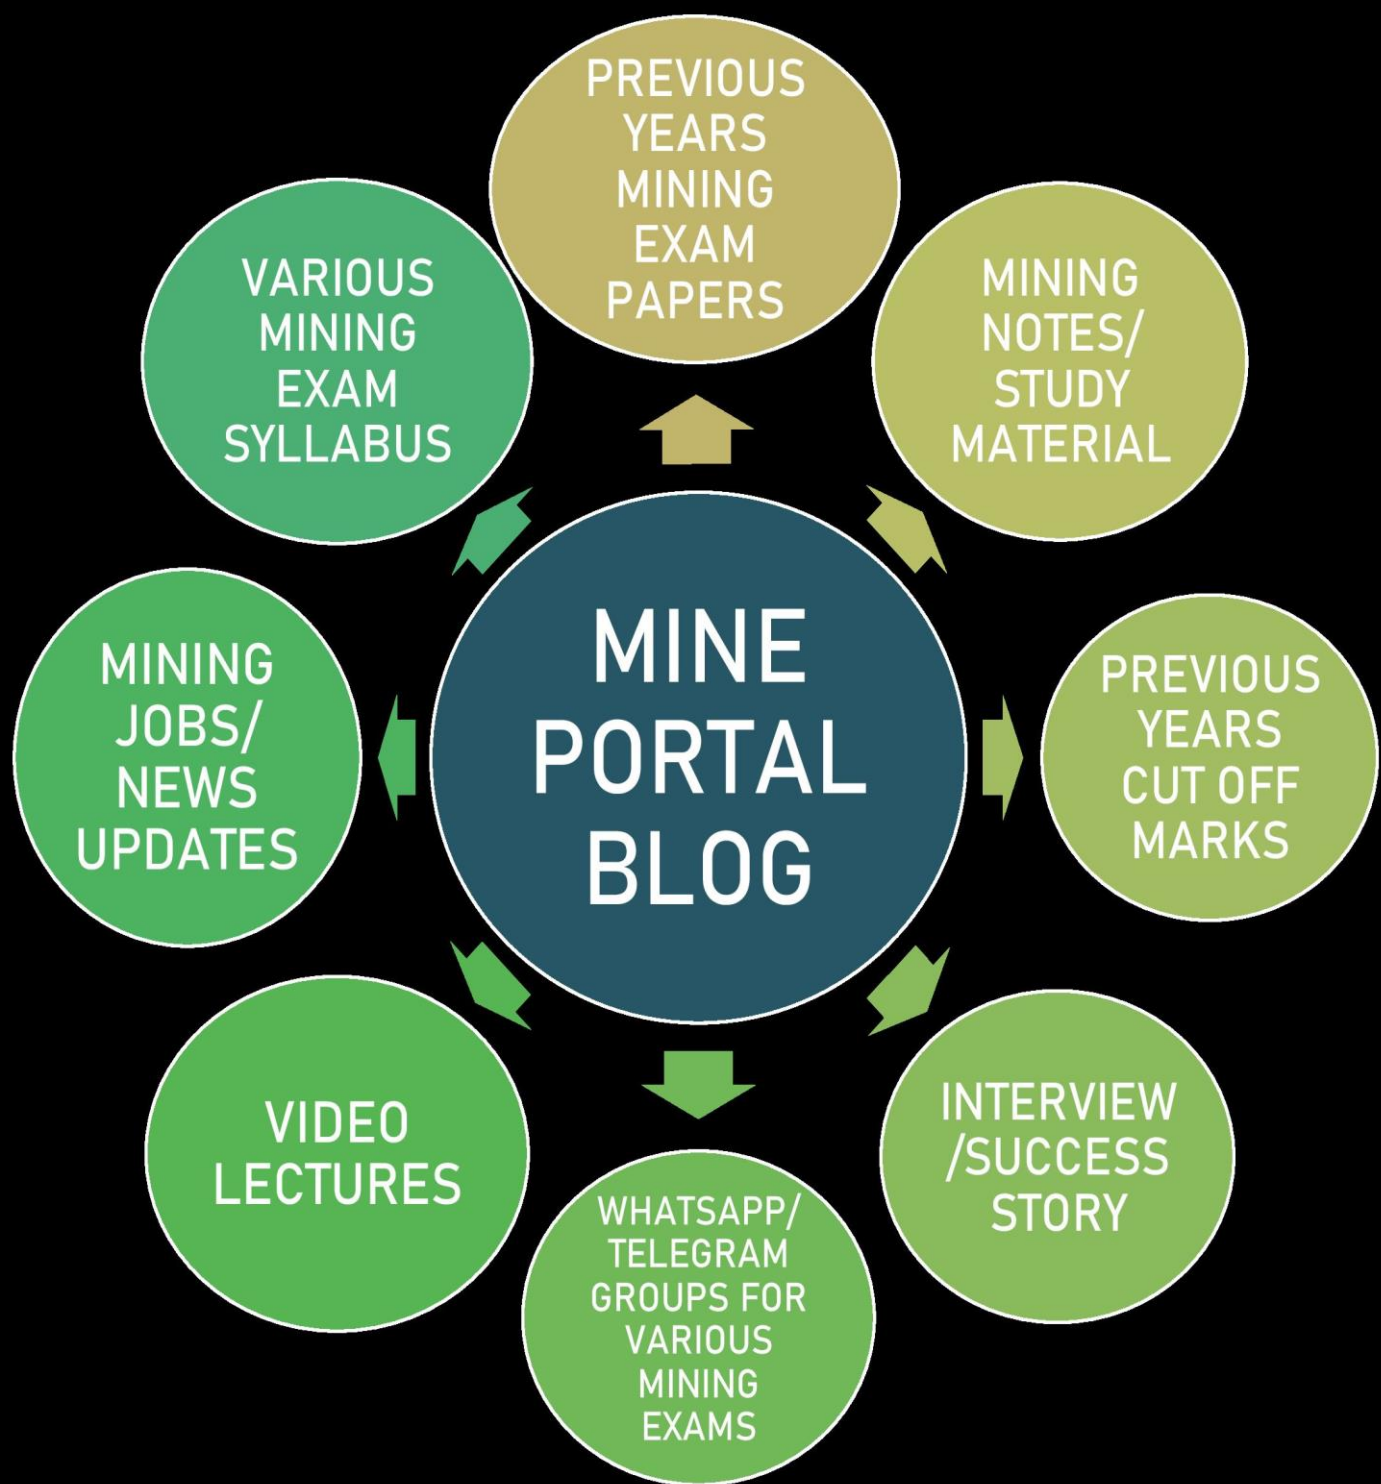 PREVIOUS
YEARS
MINING
EXAM
PAPERS
MINING
NOTES/
STUDY
MATERIAL
PREVIOUS
YEARS
CUT OFF
MARKS
INTERVIEW
/SUCCESS
STORY
WHATSAPP/
TELEGRAM
GROUPS FOR
VARIOUS
MINING
EXAMS
VIDEO
LECTURES
MINING
JOBS/
NEWS
UPDATES
VARIOUS
MINING
EXAM
SYLLABUS
MINE
PORTAL
BLOG